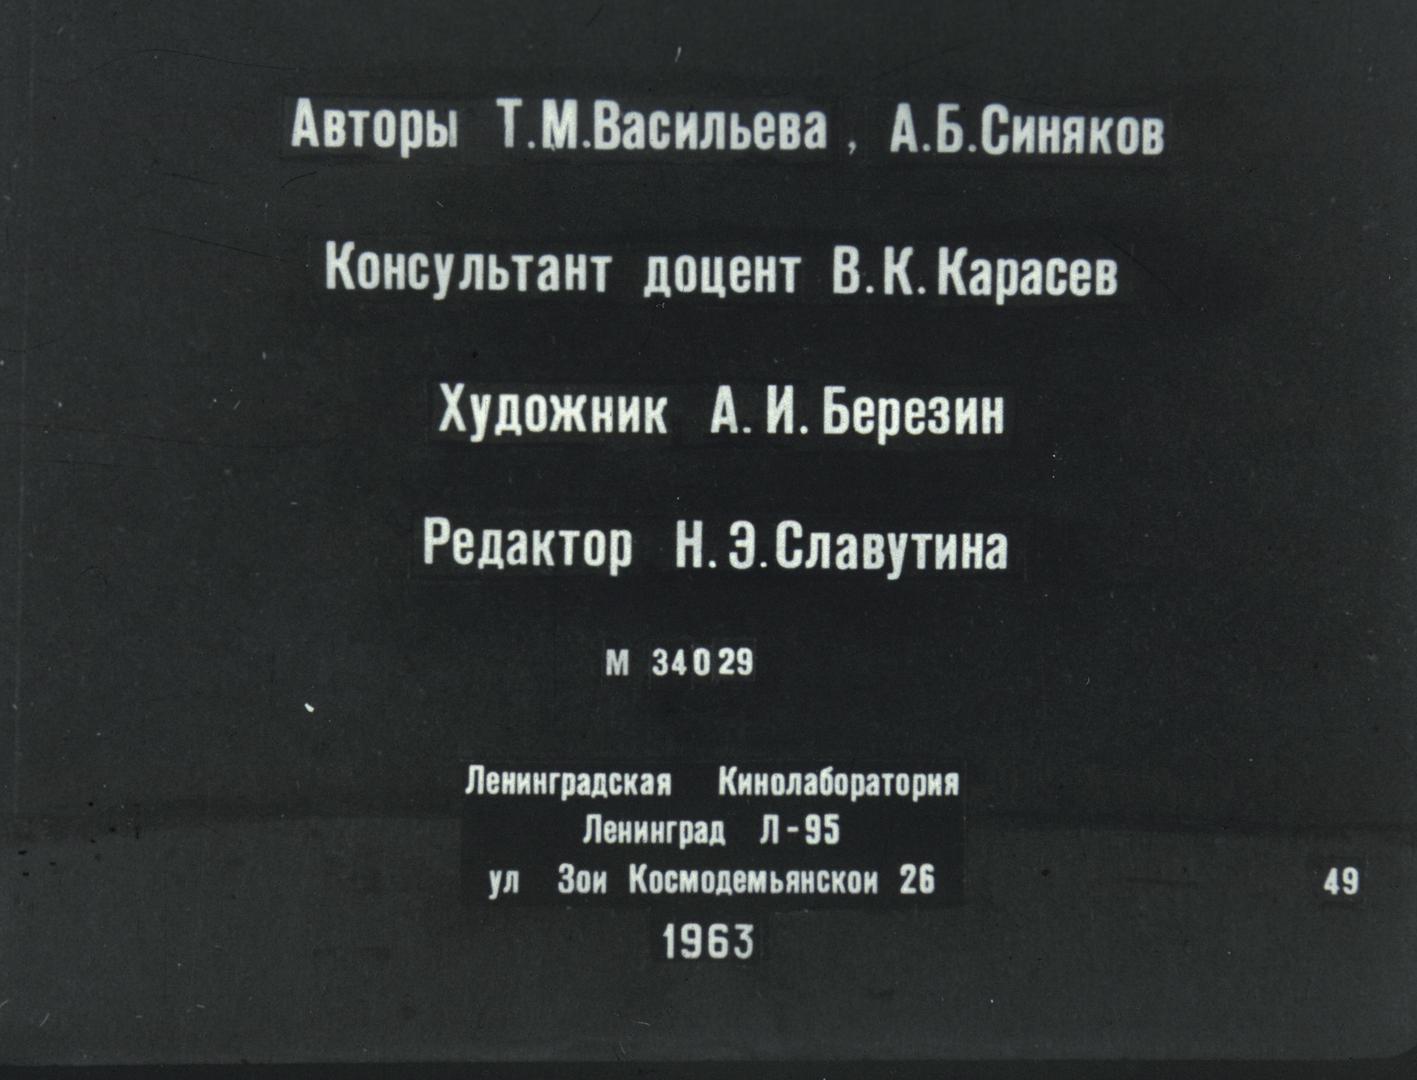 Авторы Т.М.Васильева, А.Б.Синяков
Консультант доцент В.К.Карасев
Художник А.И.Березин
Редактор Н.Э.Славутина
М 34029
Ленинградская Кинолаборатория
Ленинград Л-95
ул Зои Космодемьянскои 26
49
1963